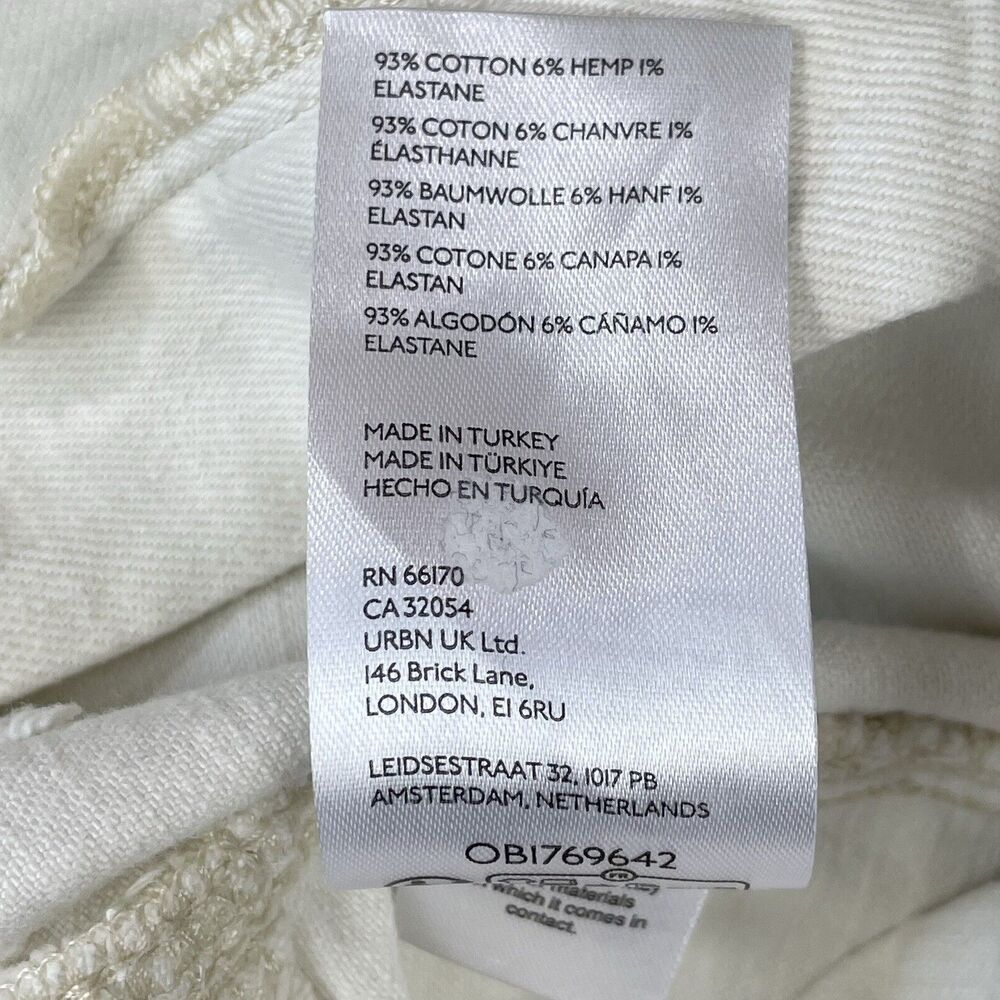 93% COTTON 6% HEMP 1%
ELASTANE
93% COTON 6% CHANVRE 1%
ÉLASTHANNE
93% BAUMWOLLE 6% HANF 1%
ELASTAN
93% COTONE 6% CANAPA 1%
ELASTAN
93% ALGODÓN 6% CÁÑAMO 1%
ELASTANE
MADE IN TURKEY
MADE IN TÜRKIYE
HECHO EN TURQUÍA
RN 66170
CA 32054
URBN UK Ltd.
146 Brick Lane,
LONDON, E1 6RU
LEIDSESTRAAT 32, 1017 PB
AMSTERDAM, NETHERLANDS
OB1769642
FR
materials
which it comes in
contact.